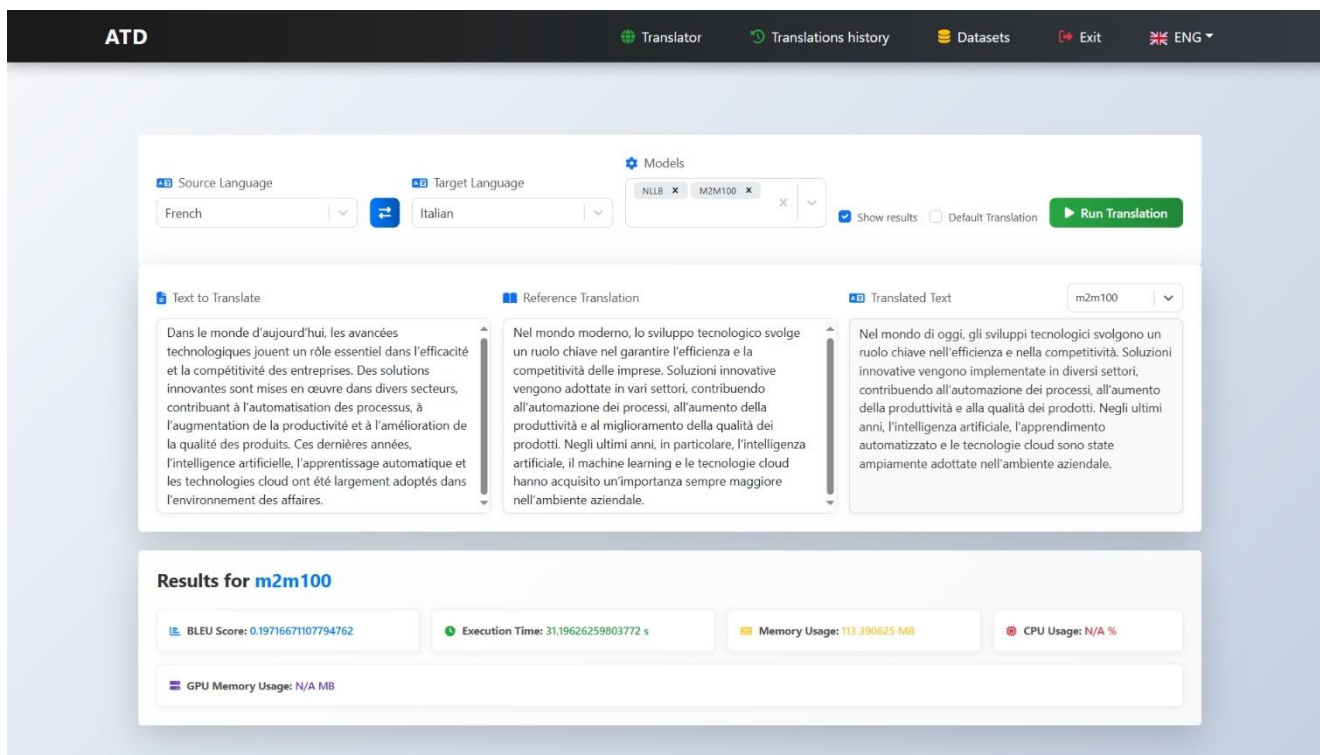 ATD
Translator
Translations history
Datasets
Exit
ENG
Source Language
French
Target Language
Italian
Models
NLLB x
M2M100 x
x
Show results
Default Translation
Run Translation
Text to Translate
Dans le monde d'aujourd'hui, les avancées
technologiques jouent un rôle essentiel dans l'efficacité
et la compétitivité des entreprises. Des solutions
innovantes sont mises en œuvre dans divers secteurs,
contribuant à l'automatisation des processus, à
l'augmentation de la productivité et à l'amélioration de
la qualité des produits. Ces dernières années,
l'intelligence artificielle, l'apprentissage automatique et
les technologies cloud ont été largement adoptés dans
l'environnement des affaires.
Reference Translation
Nel mondo moderno, lo sviluppo tecnologico svolge
un ruolo chiave nel garantire l'efficienza e la
competitività delle imprese. Soluzioni innovative
vengono adottate in vari settori, contribuendo
all'automazione dei processi, all'aumento della
produttività e al miglioramento della qualità dei
prodotti. Negli ultimi anni, in particolare, l'intelligenza
artificiale, il machine learning e le tecnologie cloud
hanno acquisito un'importanza sempre maggiore
nell'ambiente aziendale.
Translated Text
m2m100
Nel mondo di oggi, gli sviluppi tecnologici svolgono un
ruolo chiave nell'efficienza e nella competitività. Soluzioni
innovative vengono implementate in diversi settori,
contribuendo all'automazione dei processi, all'aumento
della produttività e alla qualità dei prodotti. Negli ultimi
anni, l'intelligenza artificiale, l'apprendimento
automatizzato e le tecnologie cloud sono state
ampiamente adottate nell'ambiente aziendale.
Results for m2m100
BLEU Score: 0.19716671107794762
Execution Time: 31.19626259803772 s
Memory Usage: 113.390625 MB
CPU Usage: N/A %
GPU Memory Usage: N/A MB